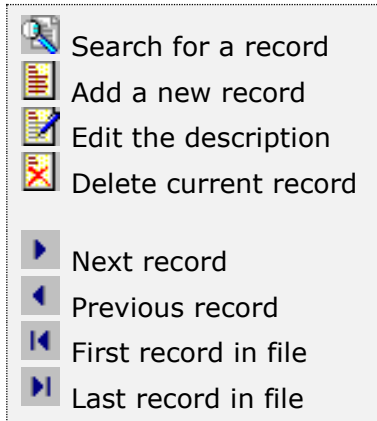 Search for a record
Add a new record
Edit the description
Delete current record
Next record
Previous record
First record in file
Last record in file